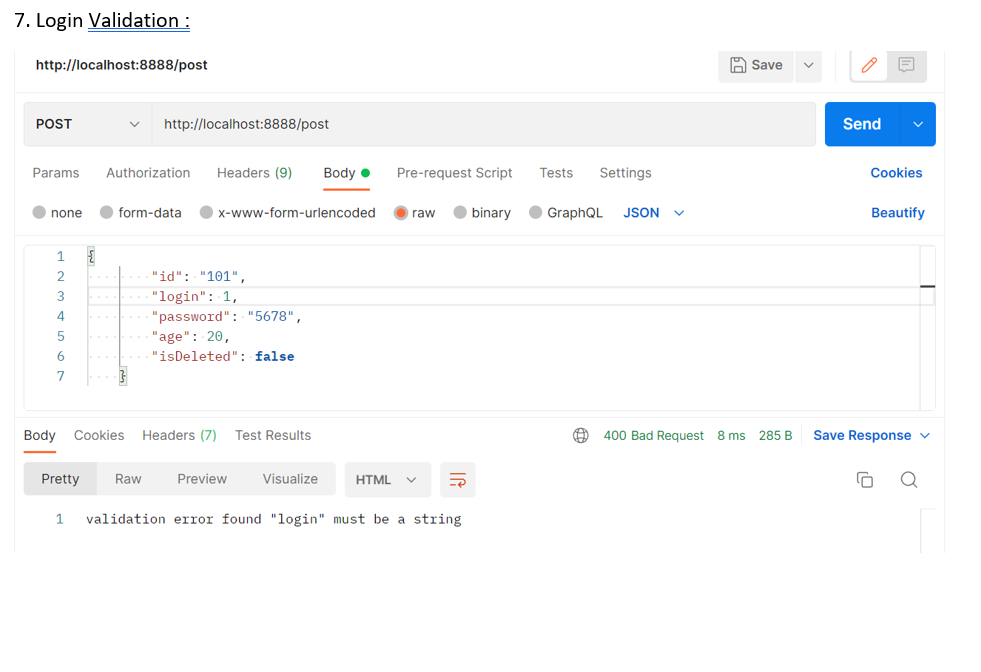 7. Login Validation :
http://localhost:8888/post Save
POST http://localhost:8888/post Send
Params Authorization Headers (9) Body Pre-request Script Tests Settings Cookies
none form-data x-www-form-urlencoded raw binary GraphQL JSON Beautify
1 {
2 "id": "101",
3 "login": 1,
4 "password": "5678",
5 "age": 20,
6 "isDeleted": false
7 }
Body Cookies Headers (7) Test Results 400 Bad Request 8 ms 285 B Save Response
Pretty Raw Preview Visualize HTML
1 validation error found "login" must be a string